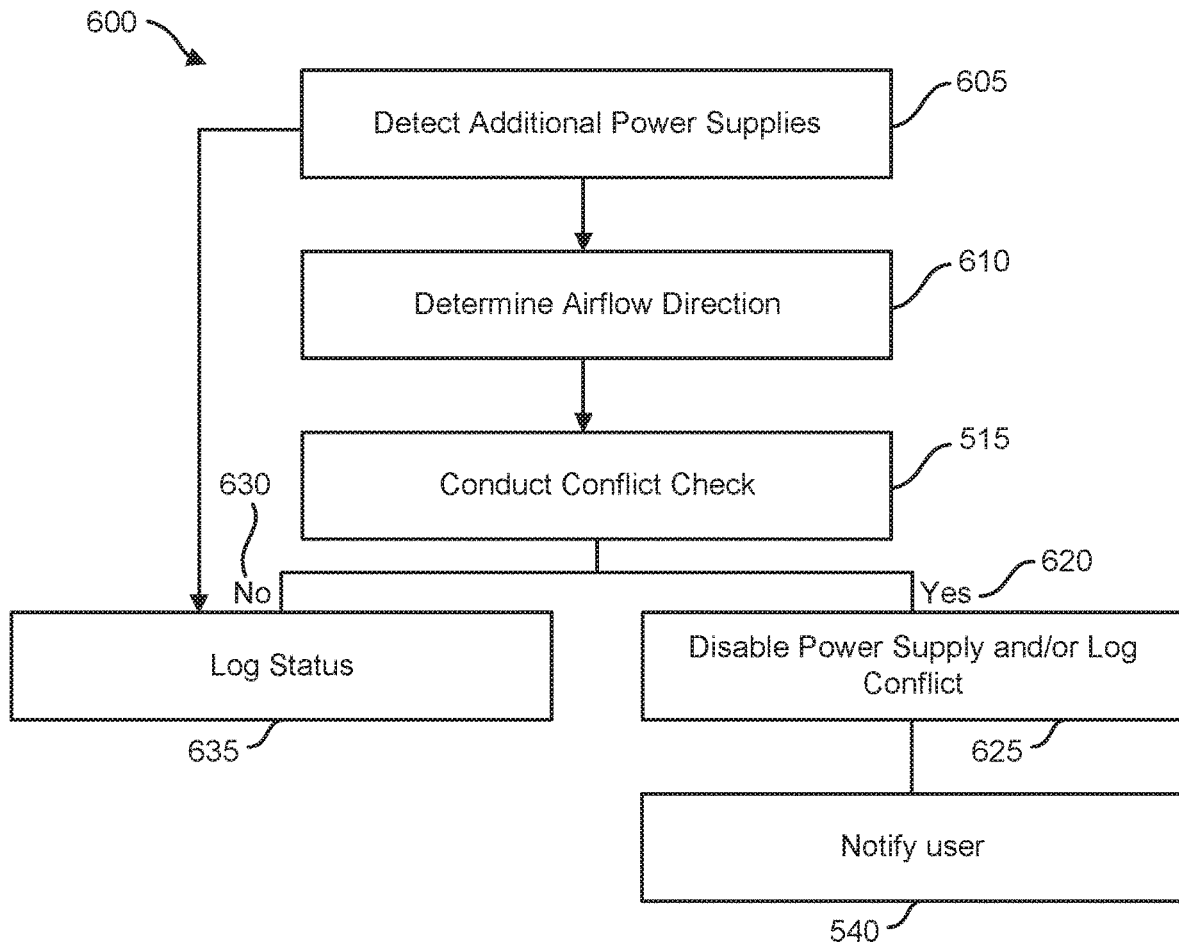 600
605
Detect Additional Power Supplies
610
Determine Airflow Direction
515
Conduct Conflict Check
630
620
No
Yes
Log Status
Disable Power Supply and/or Log
Conflict
635
625
Notify user
540